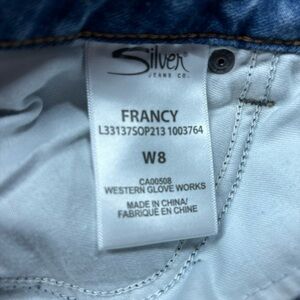 Silver
JEANS CO.
FRANCY
L33137SOP213 1003764
W8
CA00508
WESTERN GLOVE WORKS
MADE IN CHINA/
FABRIQUÉ EN CHINE